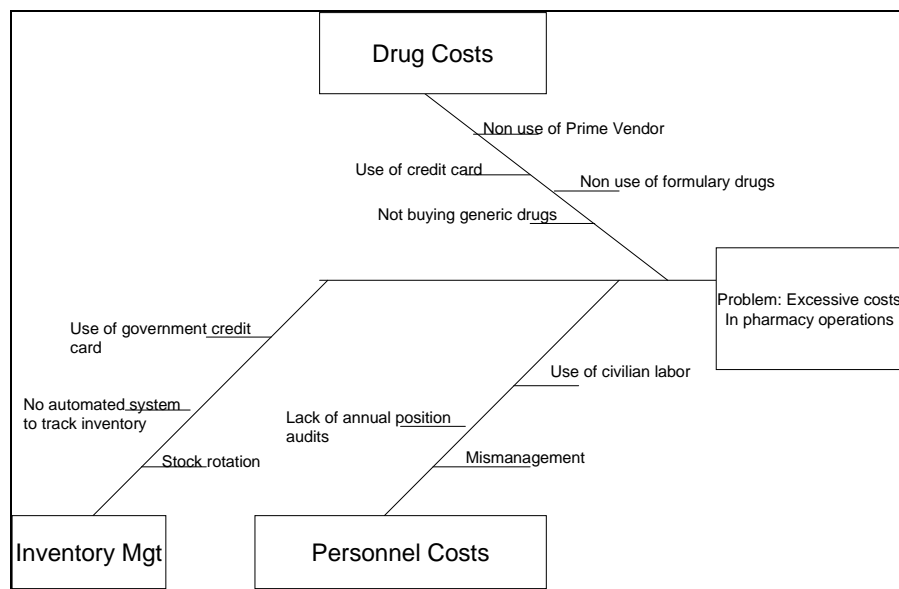 Drug Costs
Non use of Prime Vendor
Use of credit card
Non use of formulary drugs
Not buying generic drugs
Problem: Excessive costs
In pharmacy operations
Use of government credit
card
Use of civilian labor
No automated system
to track inventory
Lack of annual position
audits
Stock rotation
Mismanagement
Inventory Mgt
Personnel Costs